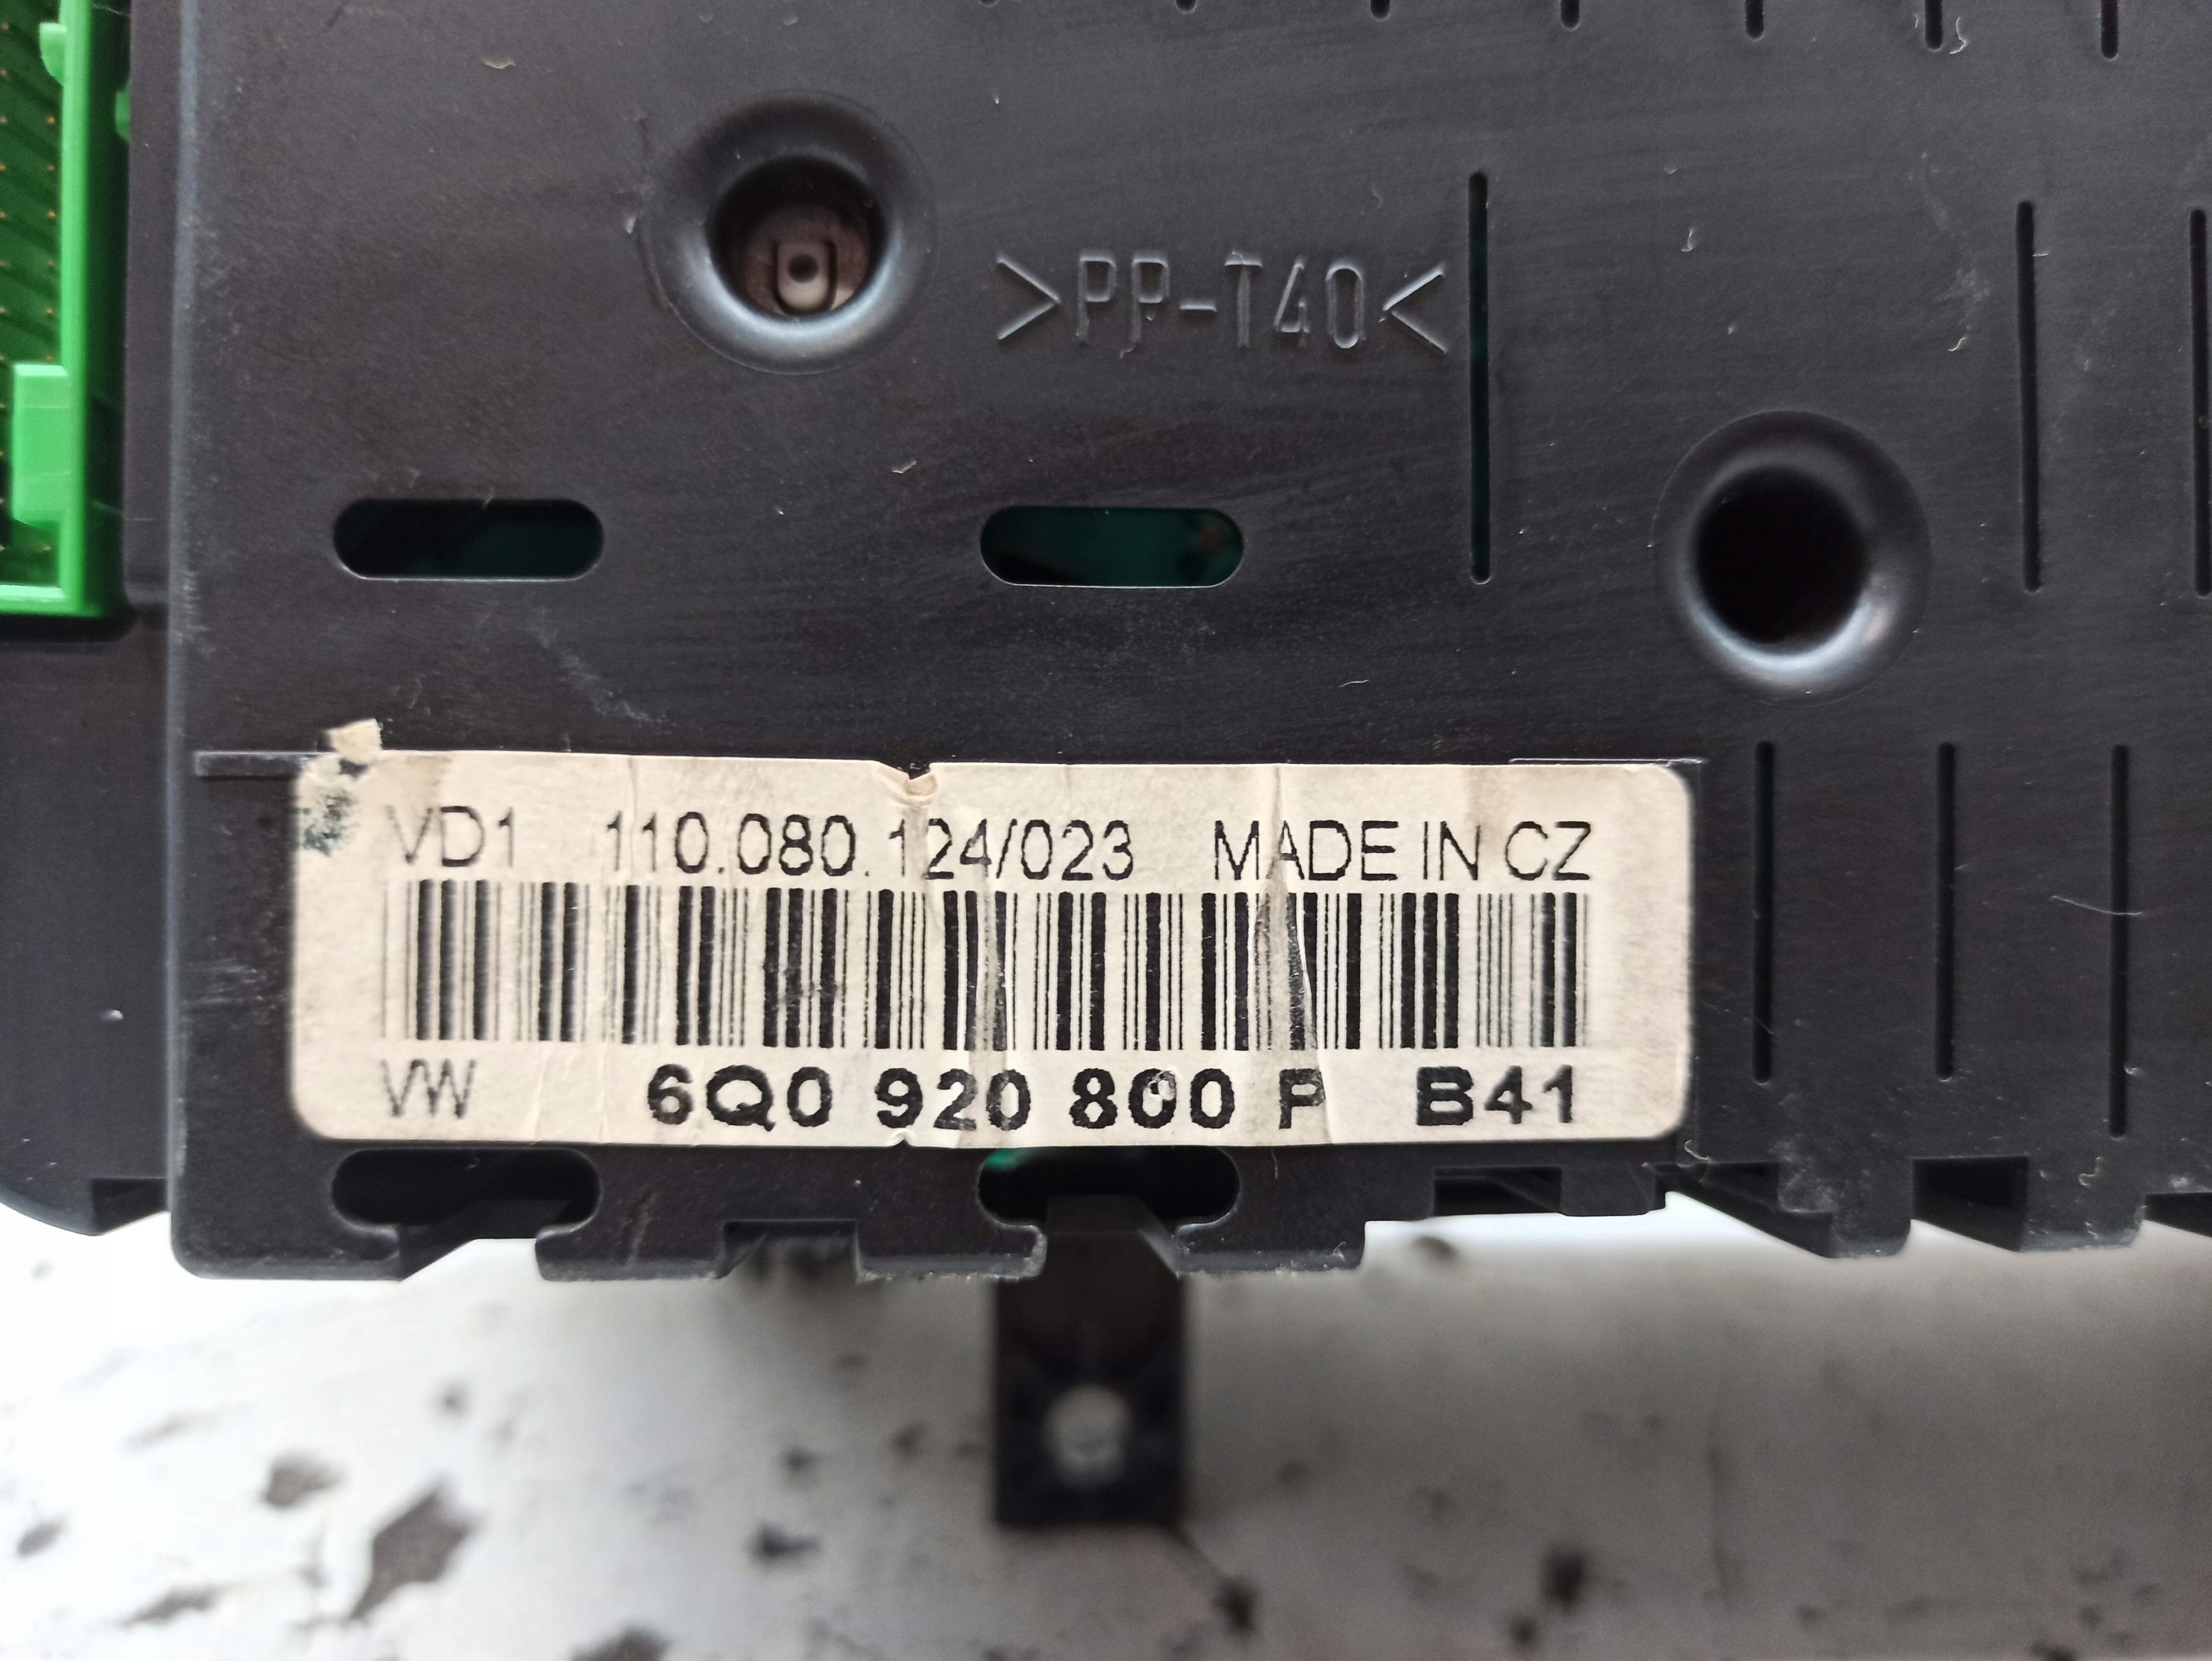 >PP-T40<
VD1 110.080.124/023 MADE IN CZ
VW 6Q0 920 800 P B41